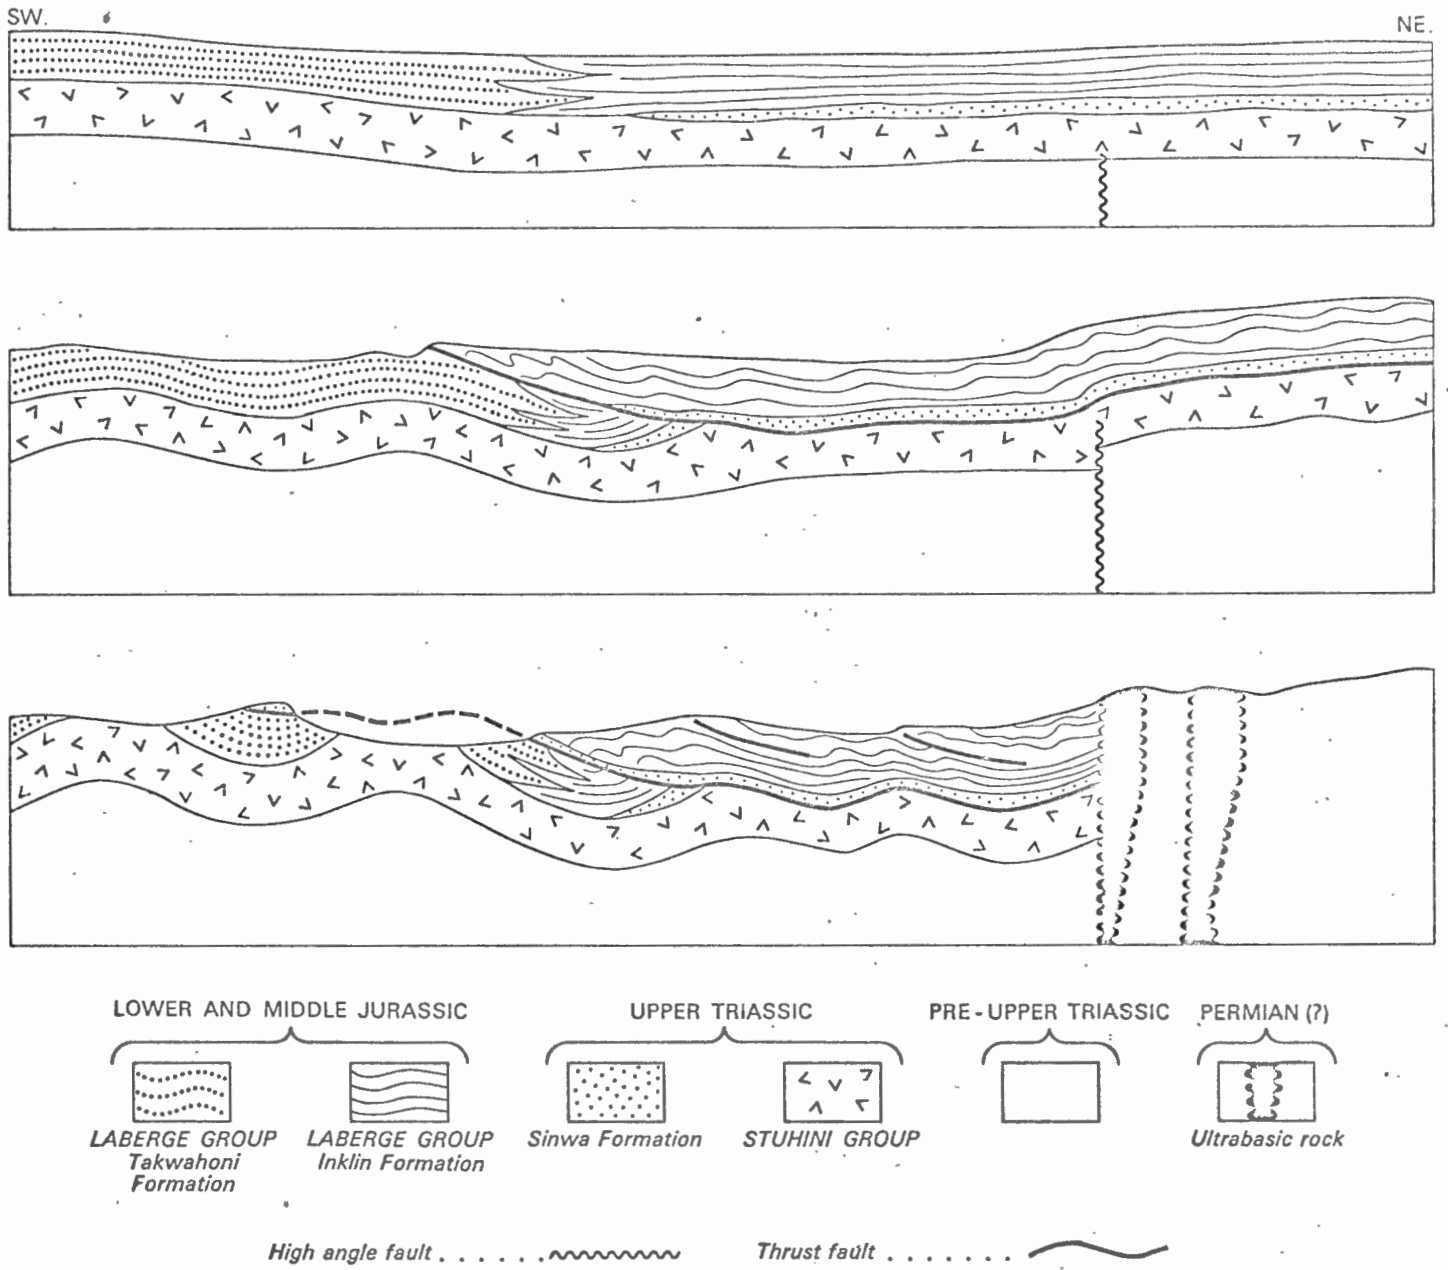 SW.
NE.
LOWER AND MIDDLE JURASSIC
UPPER TRIASSIC
PRE-UPPER TRIASSIC
PERMIAN (?)
LABERGE GROUP
Takwahoni
Formation
LABERGE GROUP
Inklin Formation
Sinwa Formation
STUHINI GROUP
Ultrabasic rock
High angle fault . . . . . .
Thrust fault . . . . . . .